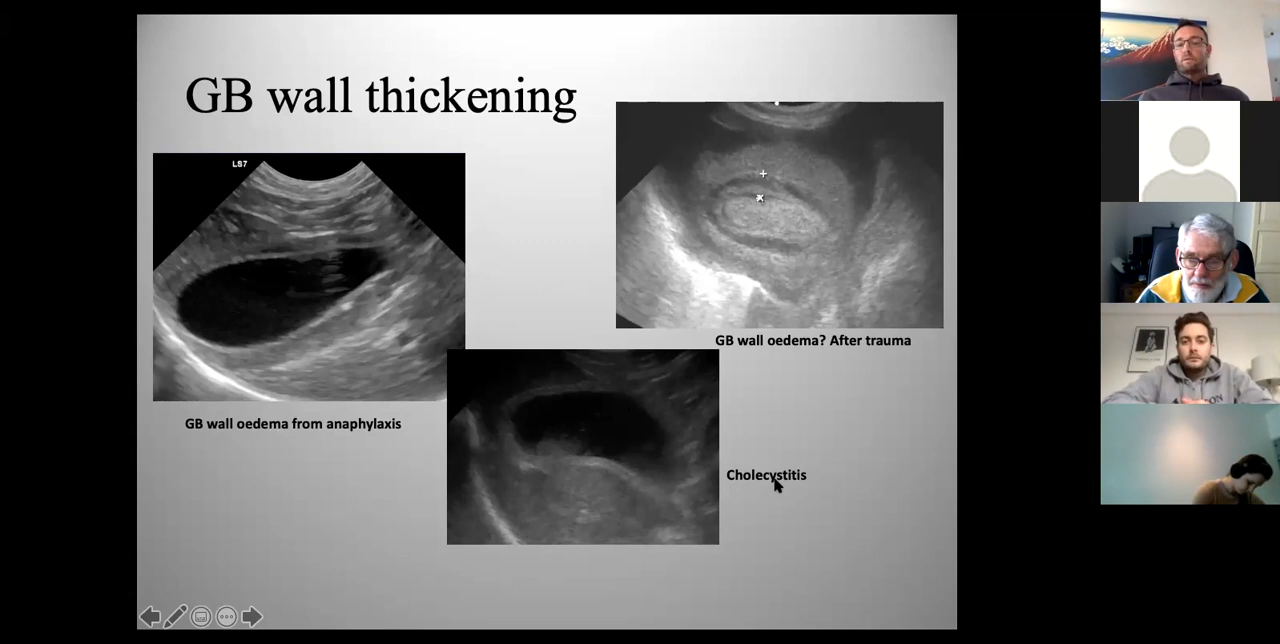 GB wall thickening
LS7
GB wall oedema? After trauma
GB wall oedema from anaphylaxis
Cholecystitis